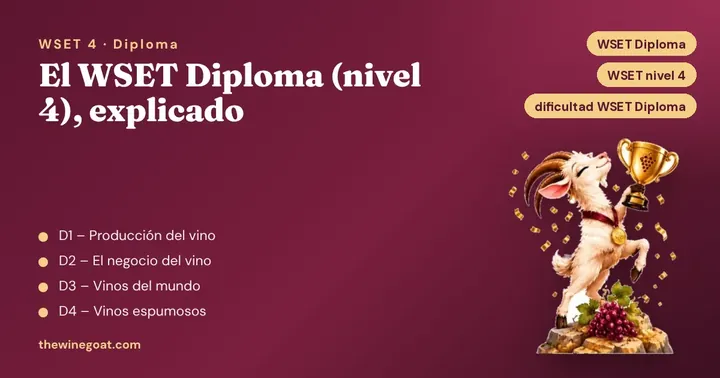 WSET 4 · Diploma
El WSET Diploma (nivel
4), explicado
WSET Diploma
WSET nivel 4
dificultad WSET Diploma
D1 – Producción del vino
D2 – El negocio del vino
D3 – Vinos del mundo
D4 – Vinos espumosos
thewinegoat.com